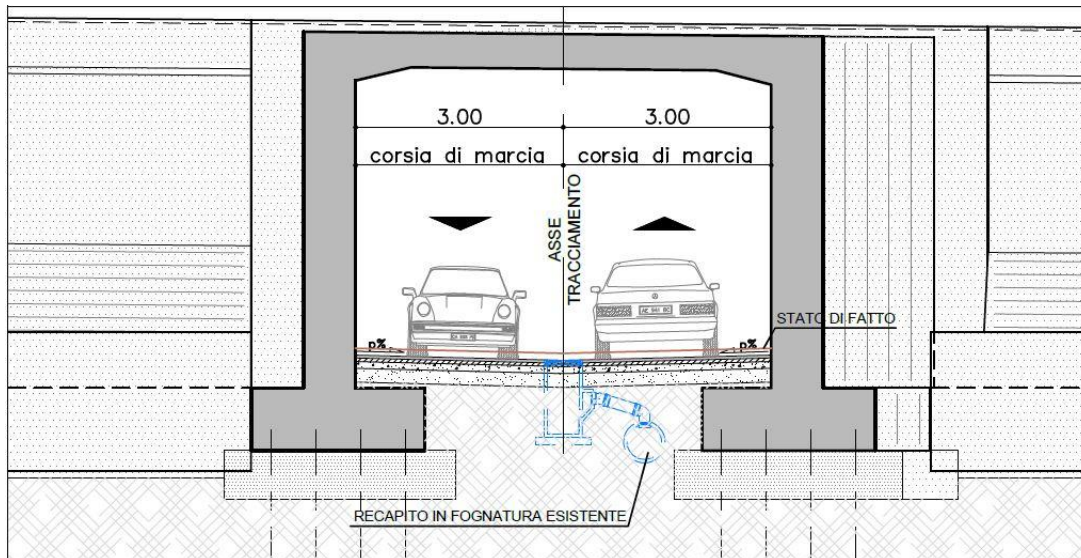 3.00 3.00
corsia di marcia corsia di marcia
ASSE
TRACCIAMENTO
STATO DI FATTO
p% p%
RECAPITO IN FOGNATURA ESISTENTE